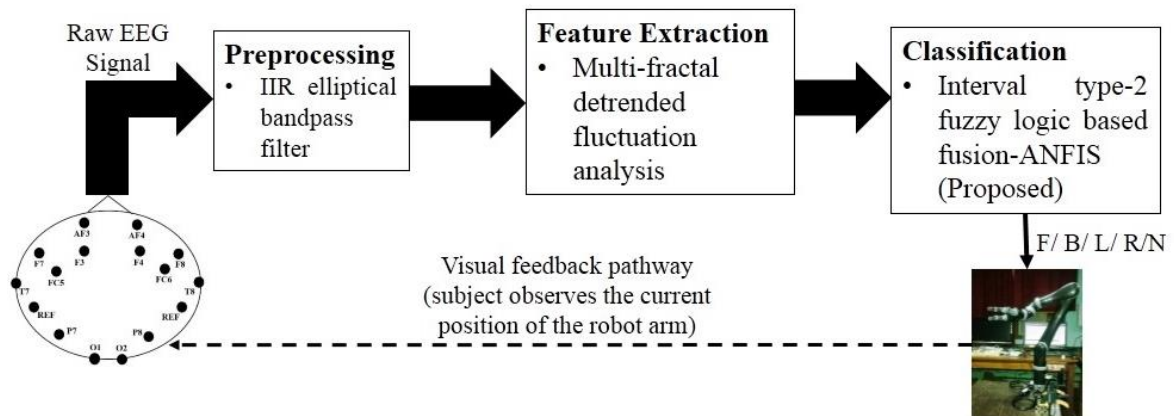 Raw EEG
Signal
Preprocessing
• IIR elliptical
bandpass
filter
Feature Extraction
• Multi-fractal
detrended
fluctuation
analysis
Classification
• Interval type-2
fuzzy logic based
fusion-ANFIS
(Proposed)
F/ B/ L/ R/N
AF3 AF4
F7 F3 F4 F8
FC5 FC6
T7 T8
REF REF
P7 P8
O1 O2
Visual feedback pathway
(subject observes the current
position of the robot arm)